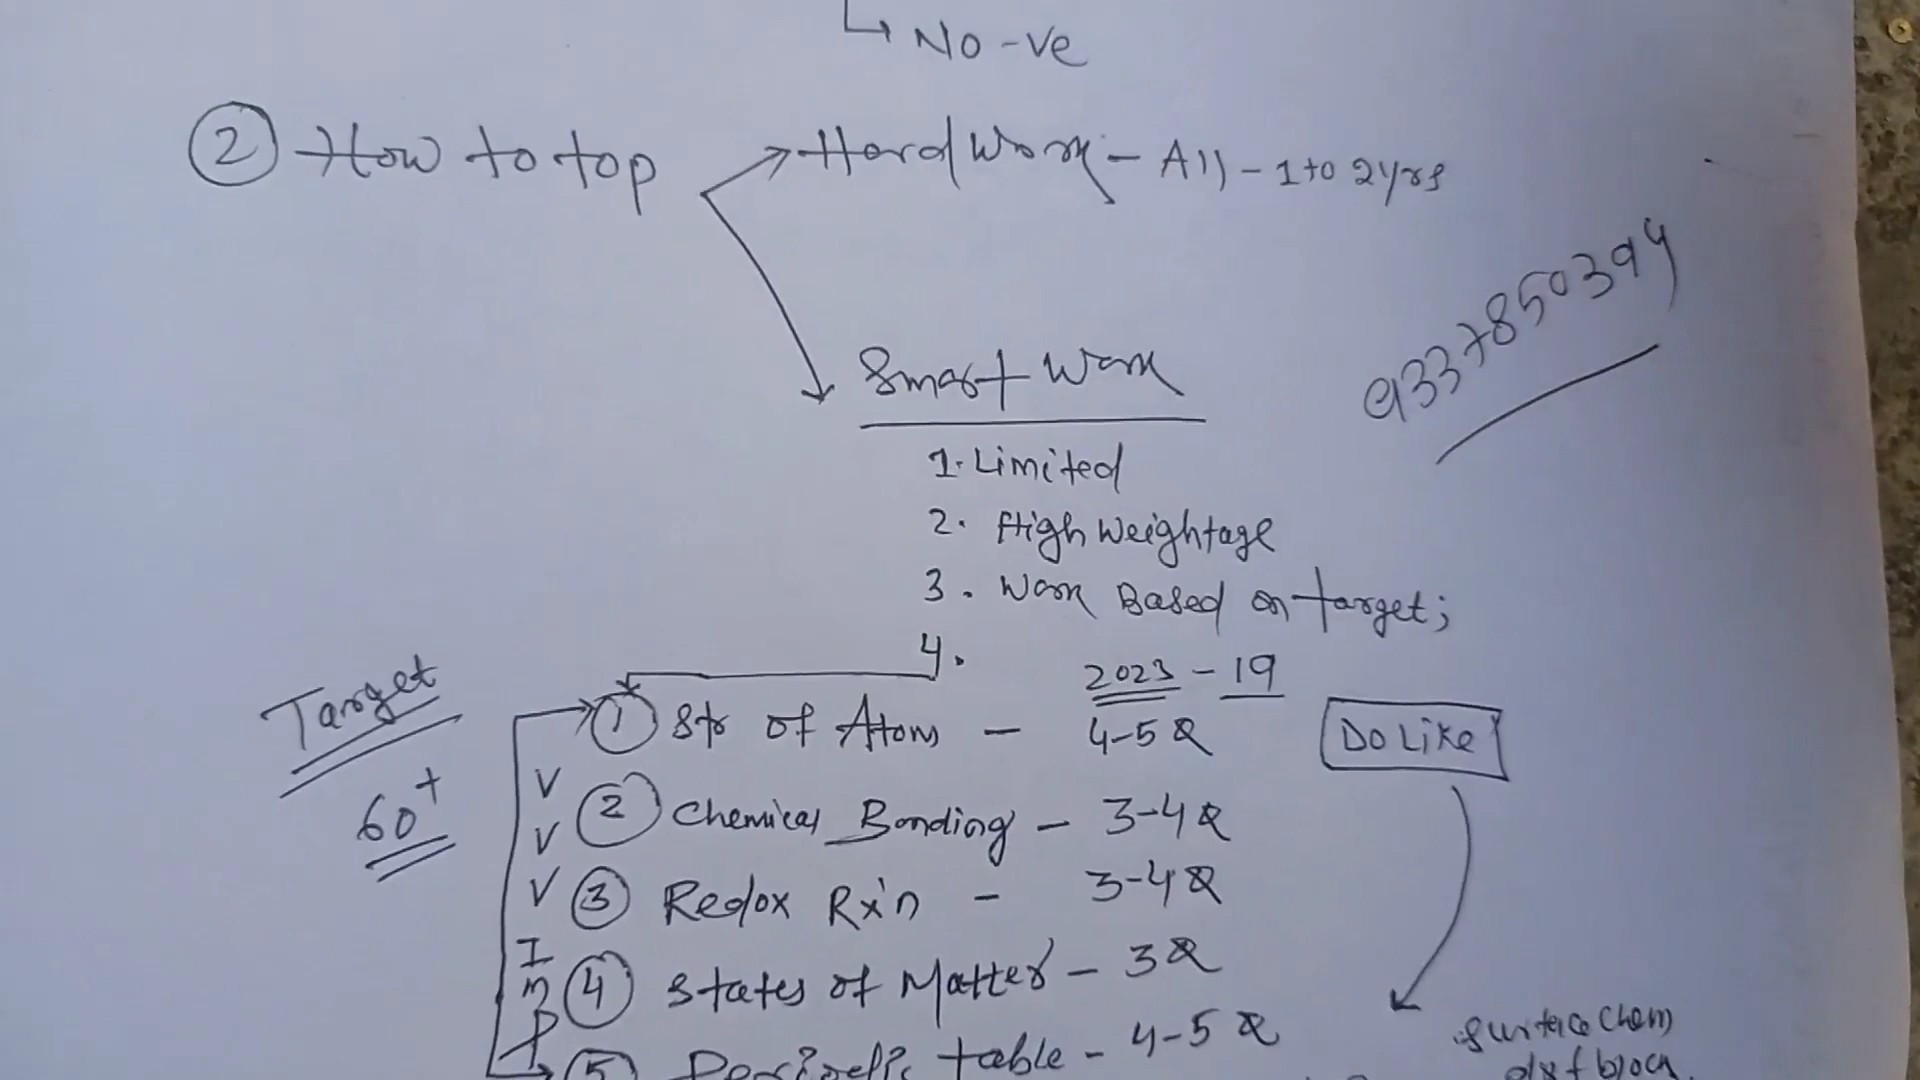 ↳ No -ve
② How to top → Hard Work - All - 1 to 2 yrs
9337850394
Smart Work
1. Limited
2. High Weightage
3. Work Based on target;
4.
2023 - 19
Target
60+
① Str of Atom - 4-5 Q
Do Like
② Chemical Bonding - 3-4 Q
③ Redox Rx'n - 3-4 Q
④ States of Matter - 3 Q
⑤ Periodic table - 4-5 Q
V V V Imp
Surface Chem
d & f block